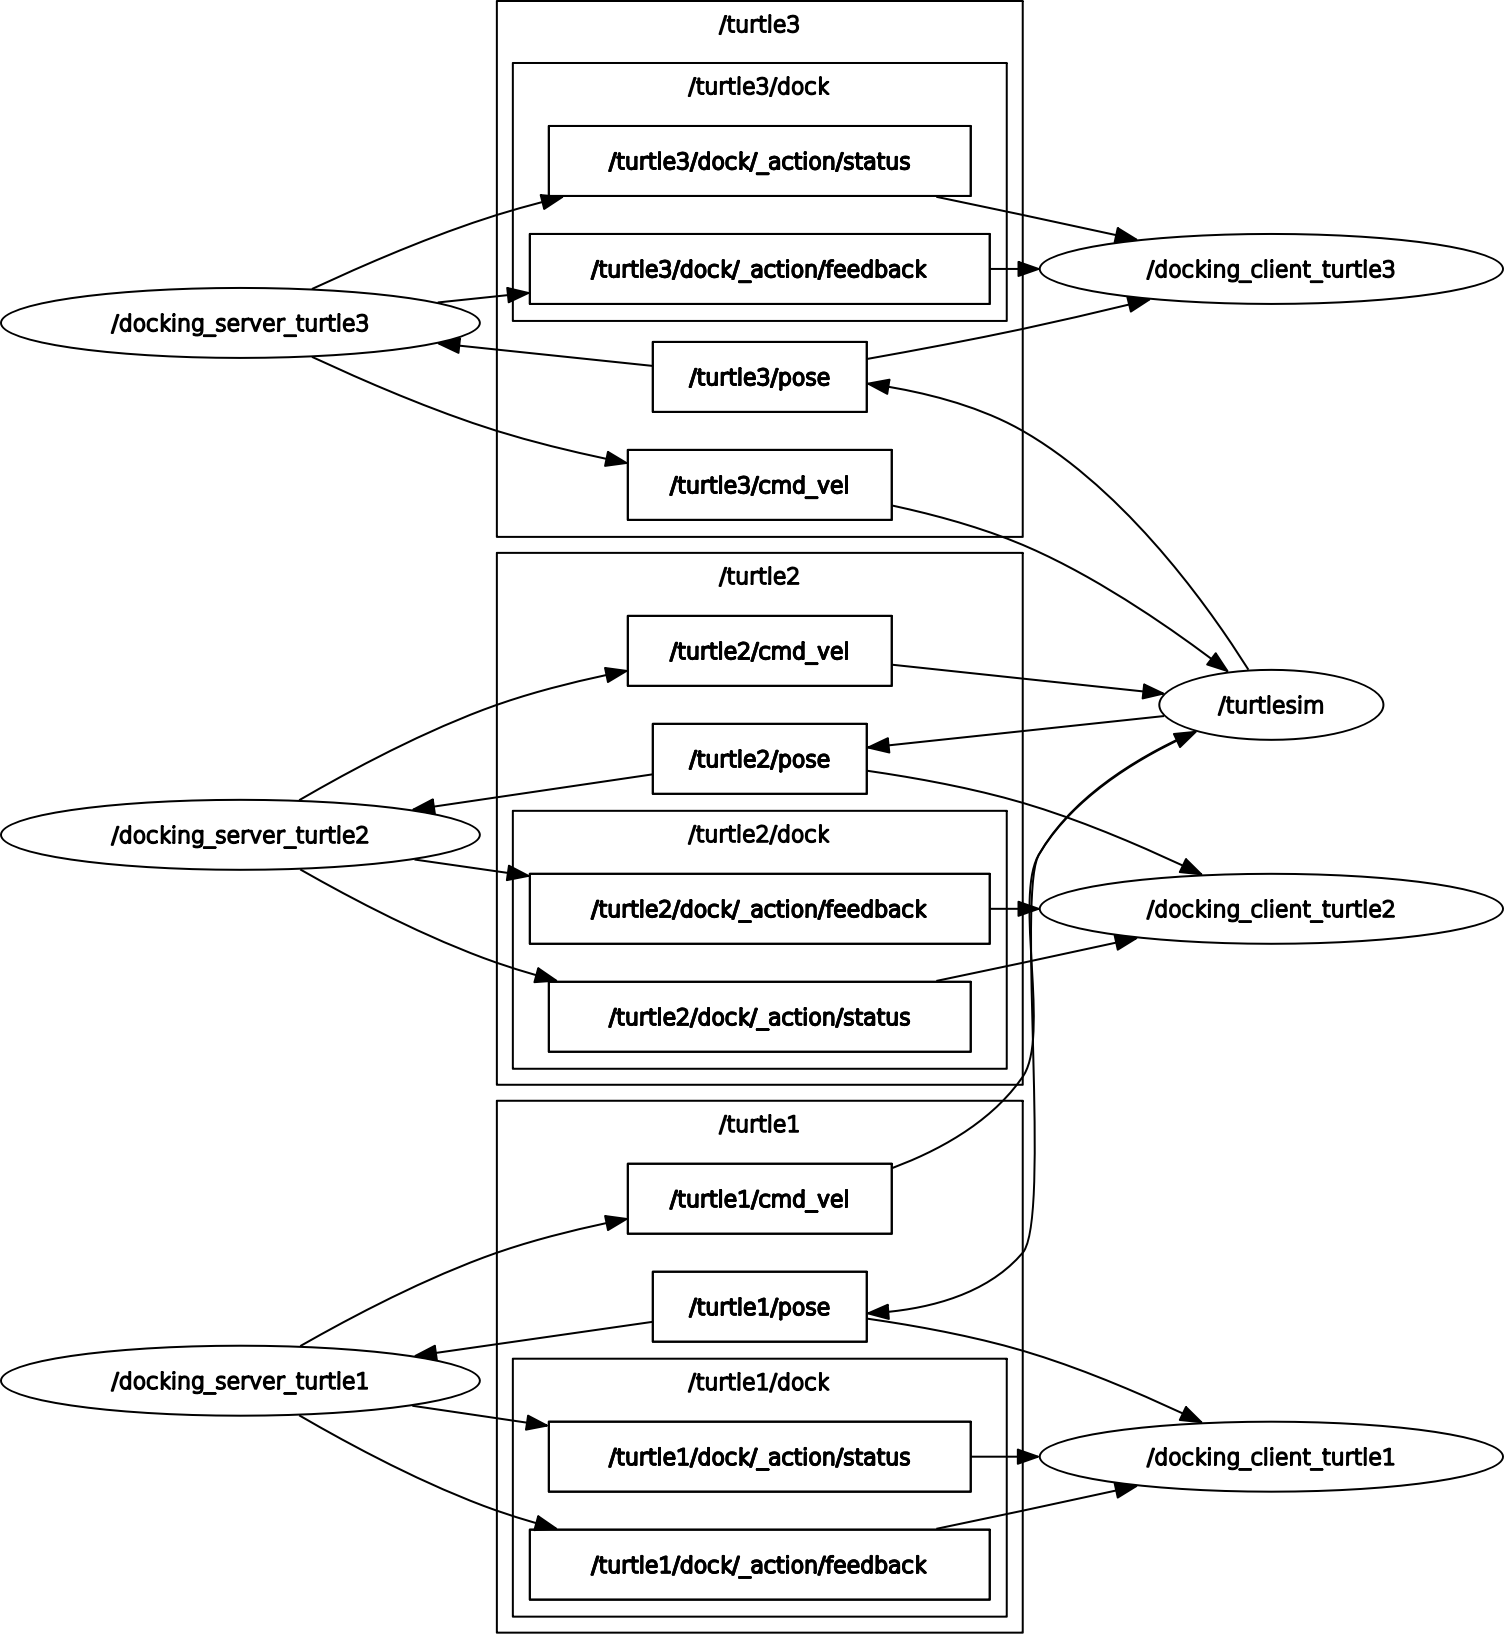 /turtle3
/turtle3/dock
/turtle3/dock/_action/status
/turtle3/dock/_action/feedback
/docking_client_turtle3
/docking_server_turtle3
/turtle3/pose
/turtle3/cmd_vel
/turtle2
/turtle2/cmd_vel
/turtlesim
/turtle2/pose
/docking_server_turtle2
/turtle2/dock
/turtle2/dock/_action/feedback
/docking_client_turtle2
/turtle2/dock/_action/status
/turtle1
/turtle1/cmd_vel
/turtle1/pose
/docking_server_turtle1
/turtle1/dock
/turtle1/dock/_action/status
/docking_client_turtle1
/turtle1/dock/_action/feedback